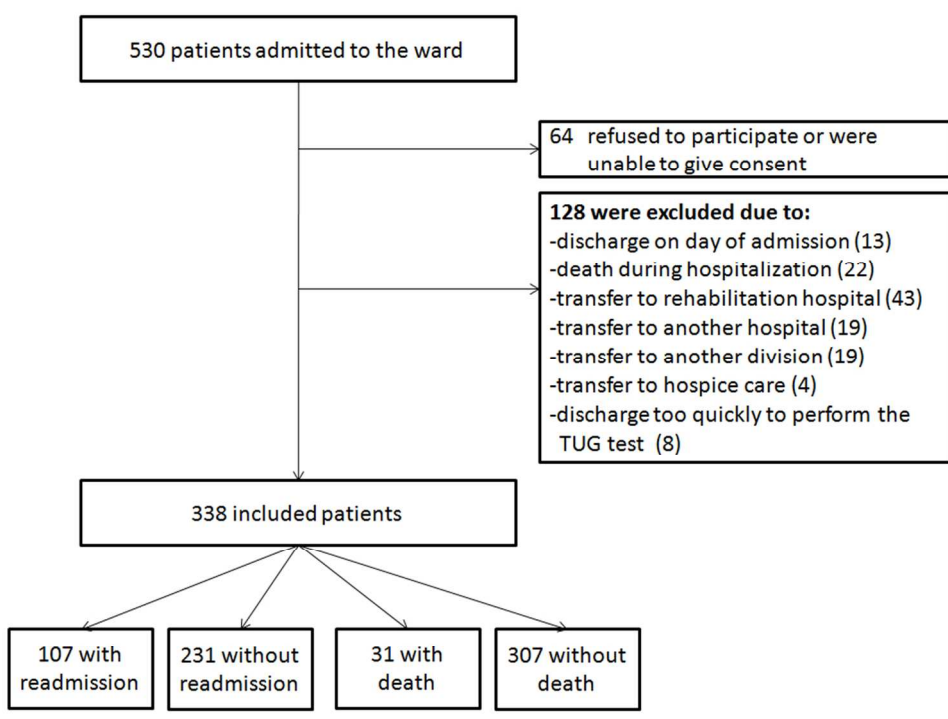 530 patients admitted to the ward
64 refused to participate or were
unable to give consent
128 were excluded due to:
-discharge on day of admission (13)
-death during hospitalization (22)
-transfer to rehabilitation hospital (43)
-transfer to another hospital (19)
-transfer to another division (19)
-transfer to hospice care (4)
-discharge too quickly to perform the
TUG test (8)
338 included patients
107 with
readmission
231 without
readmission
31 with
death
307 without
death